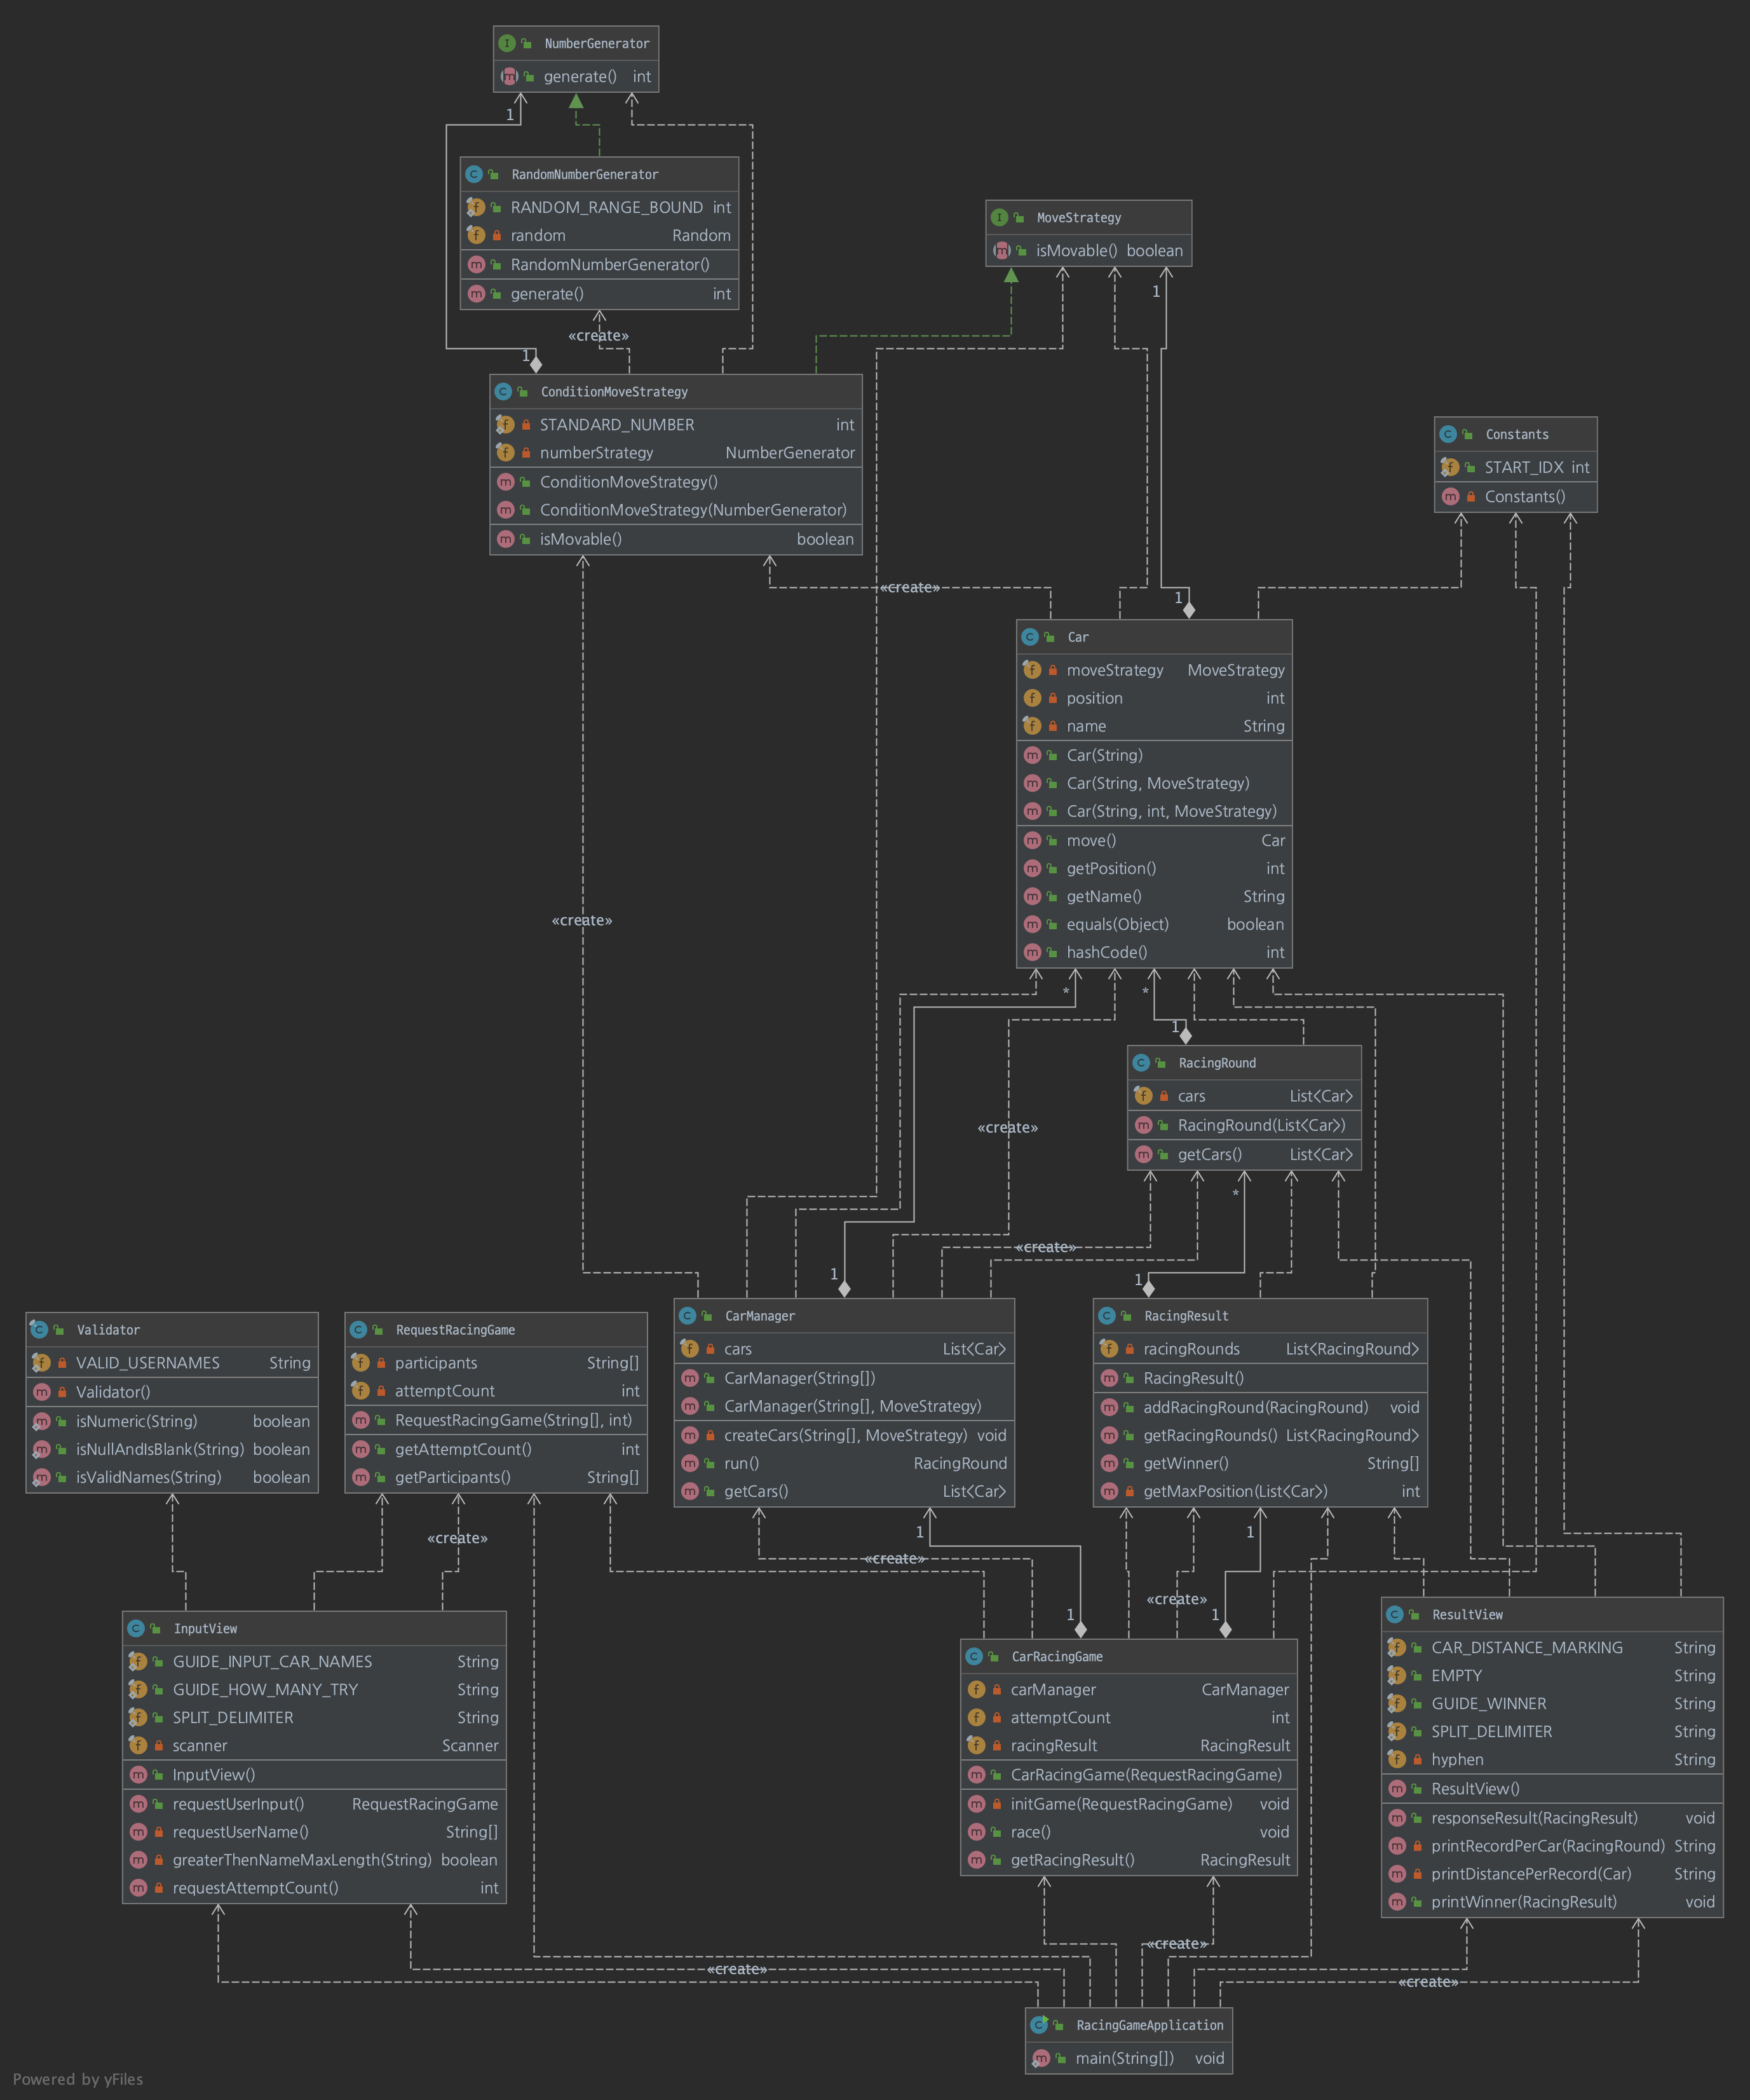 NumberGenerator
generate() int
1
RandomNumberGenerator
RANDOM_RANGE_BOUND int
random Random
RandomNumberGenerator()
generate() int
MoveStrategy
isMovable() boolean
1
«create»
1
ConditionMoveStrategy
STANDARD_NUMBER int
numberStrategy NumberGenerator
ConditionMoveStrategy()
ConditionMoveStrategy(NumberGenerator)
isMovable() boolean
Constants
START_IDX int
Constants()
«create»
1
Car
moveStrategy MoveStrategy
position int
name String
Car(String)
Car(String, MoveStrategy)
Car(String, int, MoveStrategy)
move() Car
getPosition() int
getName() String
equals(Object) boolean
hashCode() int
«create»
* *
1
RacingRound
cars List<Car>
RacingRound(List<Car>)
getCars() List<Car>
«create»
*
«create»
1 1
Validator
VALID_USERNAMES String
Validator()
isNumeric(String) boolean
isNullAndIsBlank(String) boolean
isValidNames(String) boolean
RequestRacingGame
participants String[]
attemptCount int
RequestRacingGame(String[], int)
getAttemptCount() int
getParticipants() String[]
CarManager
cars List<Car>
CarManager(String[])
CarManager(String[], MoveStrategy)
createCars(String[], MoveStrategy) void
run() RacingRound
getCars() List<Car>
RacingResult
racingRounds List<RacingRound>
RacingResult()
addRacingRound(RacingRound) void
getRacingRounds() List<RacingRound>
getWinner() String[]
getMaxPosition(List<Car>) int
1 1
«create»
«create»
«create»
1 1
InputView
GUIDE_INPUT_CAR_NAMES String
GUIDE_HOW_MANY_TRY String
SPLIT_DELIMITER String
scanner Scanner
InputView()
requestUserInput() RequestRacingGame
requestUserName() String[]
greaterThenNameMaxLength(String) boolean
requestAttemptCount() int
CarRacingGame
carManager CarManager
attemptCount int
racingResult RacingResult
CarRacingGame(RequestRacingGame)
initGame(RequestRacingGame) void
race() void
getRacingResult() RacingResult
ResultView
CAR_DISTANCE_MARKING String
EMPTY String
GUIDE_WINNER String
SPLIT_DELIMITER String
hyphen String
ResultView()
responseResult(RacingResult) void
printRecordPerCar(RacingRound) String
printDistancePerRecord(Car) String
printWinner(RacingResult) void
«create»
«create»
«create»
RacingGameApplication
main(String[]) void
Powered by yFiles